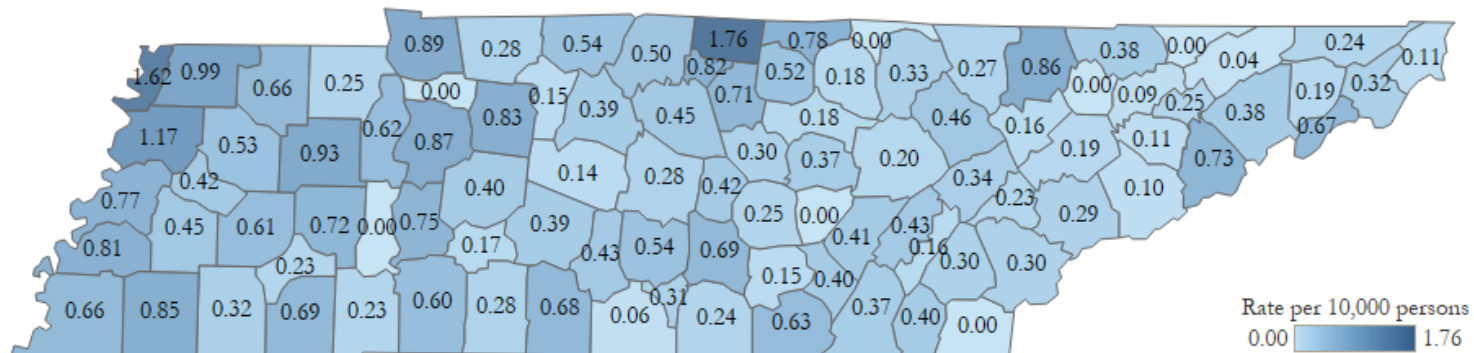 0.89 0.28 0.54 0.50 1.76 0.78 0.00 0.38 0.00 0.24
1.62 0.99 0.66 0.25 0.82 0.52 0.18 0.33 0.27 0.86 0.04 0.11
0.00 0.15 0.39 0.71 0.00 0.09 0.25 0.19 0.32
1.17 0.53 0.93 0.62 0.87 0.83 0.45 0.18 0.46 0.16 0.38 0.67
0.42 0.14 0.30 0.37 0.20 0.19 0.11 0.73
0.77 0.40 0.28 0.42 0.34 0.23 0.10
0.45 0.61 0.72 0.00 0.75 0.39 0.25 0.00 0.43 0.29
0.81 0.17 0.43 0.54 0.69 0.41 0.16
0.23 0.15 0.40 0.30 0.30
0.66 0.85 0.32 0.69 0.23 0.60 0.28 0.68 0.06 0.31 0.24 0.63 0.37 0.40 0.00
Rate per 10,000 persons
0.00 1.76